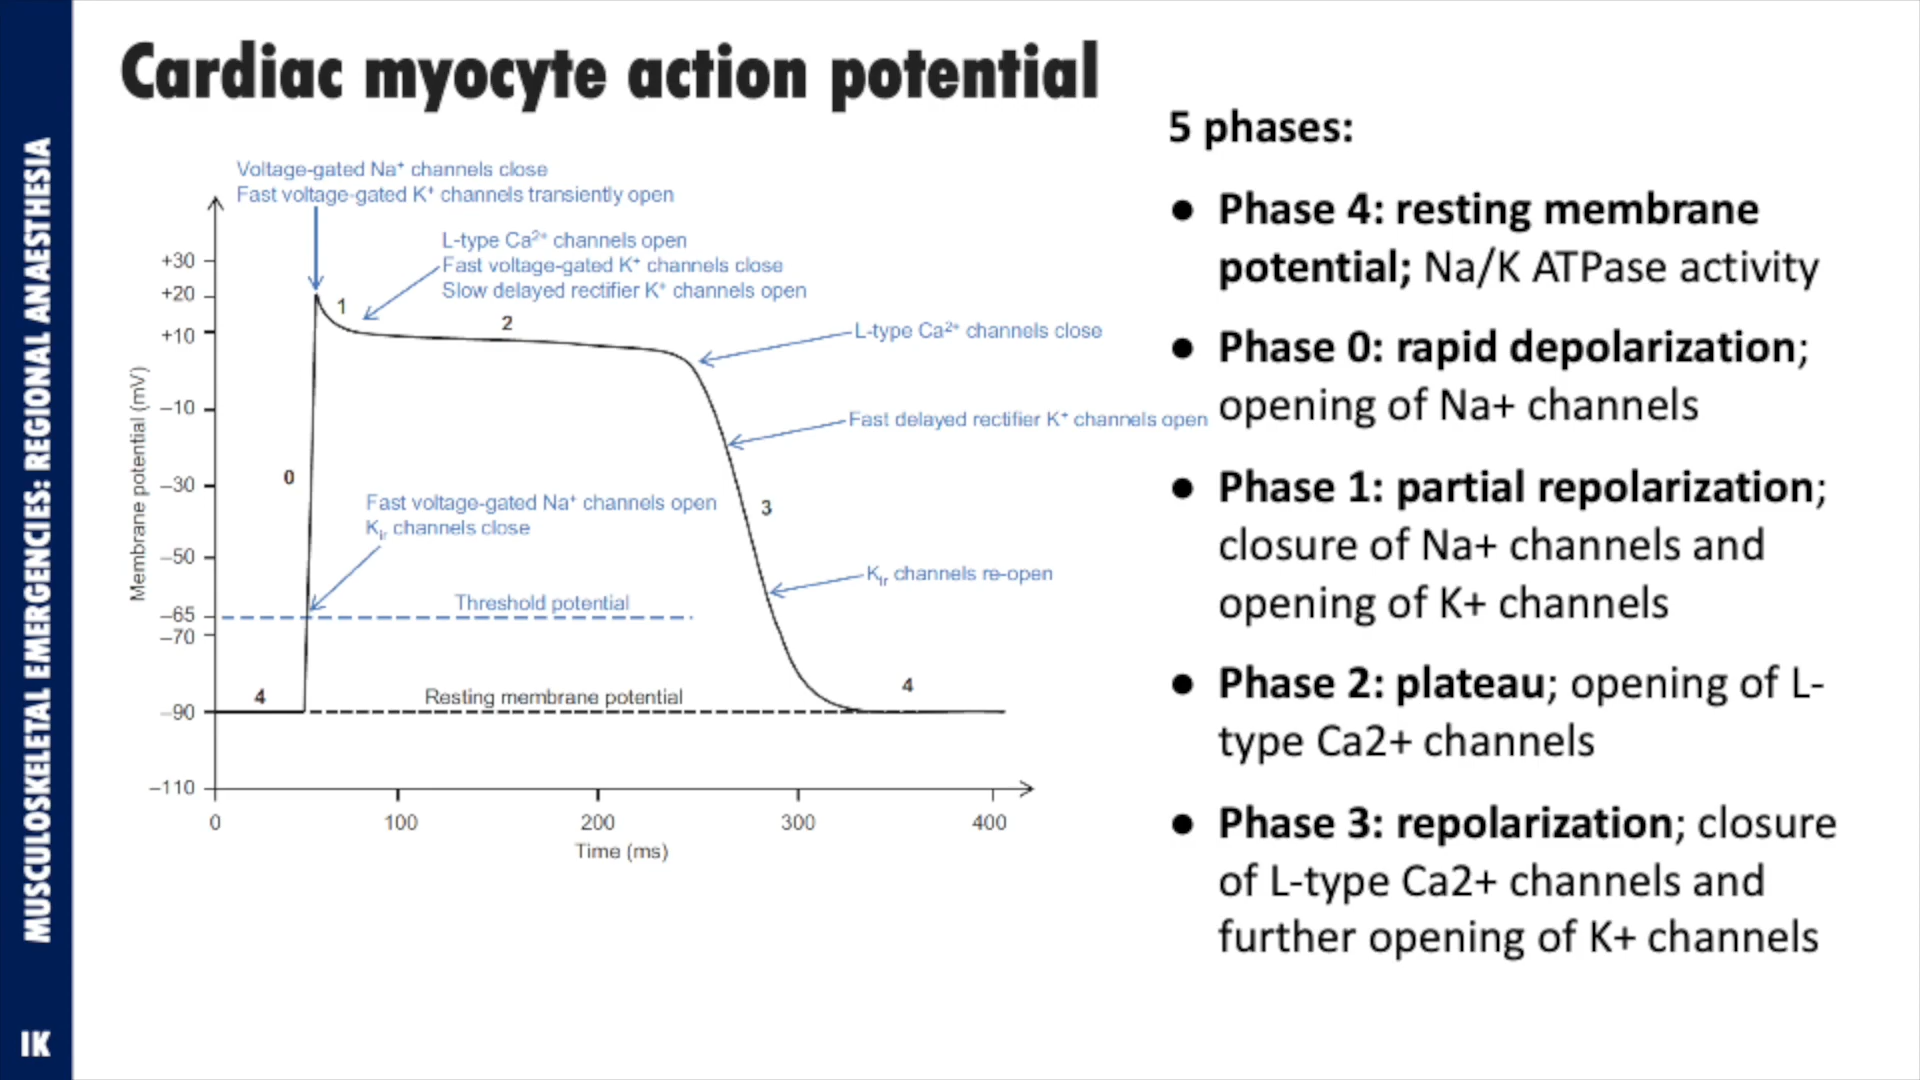 Cardiac myocyte action potential
MUSCULOSKELETAL EMERGENCIES: REGIONAL ANAESTHESIA
IK
Voltage-gated Na⁺ channels close
Fast voltage-gated K⁺ channels transiently open
L-type Ca²⁺ channels open
Fast voltage-gated K⁺ channels close
Slow delayed rectifier K⁺ channels open
L-type Ca²⁺ channels close
Fast delayed rectifier K⁺ channels open
Fast voltage-gated Na⁺ channels open
Kir channels close
Kir channels re-open
Threshold potential
Resting membrane potential
Membrane potential (mV)
+30
+20
+10
–10
–30
–50
–65
–70
–90
–110
0
1
2
3
4
4
0
100
200
300
400
Time (ms)
5 phases:
● Phase 4: resting membrane
potential; Na/K ATPase activity
● Phase 0: rapid depolarization;
opening of Na+ channels
● Phase 1: partial repolarization;
closure of Na+ channels and
opening of K+ channels
● Phase 2: plateau; opening of L-
type Ca2+ channels
● Phase 3: repolarization; closure
of L-type Ca2+ channels and
further opening of K+ channels